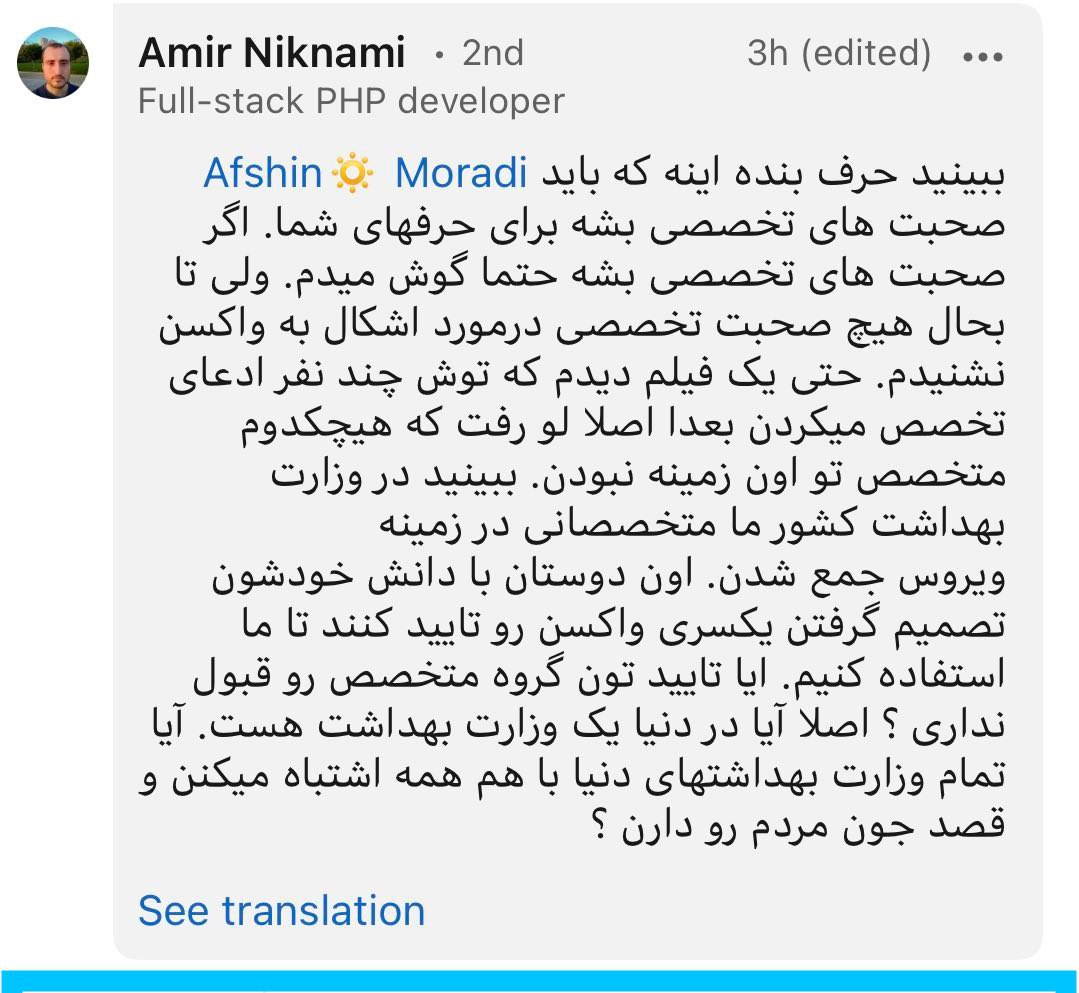 Amir Niknami • 2nd 3h (edited) •••
Full-stack PHP developer
Afshin🔅 Moradi ببینید حرف بنده اینه که باید
صحبت های تخصصی بشه برای حرفهای شما. اگر
صحبت های تخصصی بشه حتما گوش میدم. ولی تا
بحال هیچ صحبت تخصصی درمورد اشکال به واکسن
نشنیدم. حتی یک فیلم دیدم که توش چند نفر ادعای
تخصص میکردن بعدا اصلا لو رفت که هیچکدوم
متخصص تو اون زمینه نبودن. ببینید در وزارت
بهداشت کشور ما متخصصانی در زمینه
ویروس جمع شدن. اون دوستان با دانش خودشون
تصمیم گرفتن یکسری واکسن رو تایید کنند تا ما
استفاده کنیم. ایا تایید تون گروه متخصص رو قبول
نداری ؟ اصلا آیا در دنیا یک وزارت بهداشت هست. آیا
تمام وزارت بهداشتهای دنیا با هم همه اشتباه میکنن و
قصد جون مردم رو دارن ؟
See translation